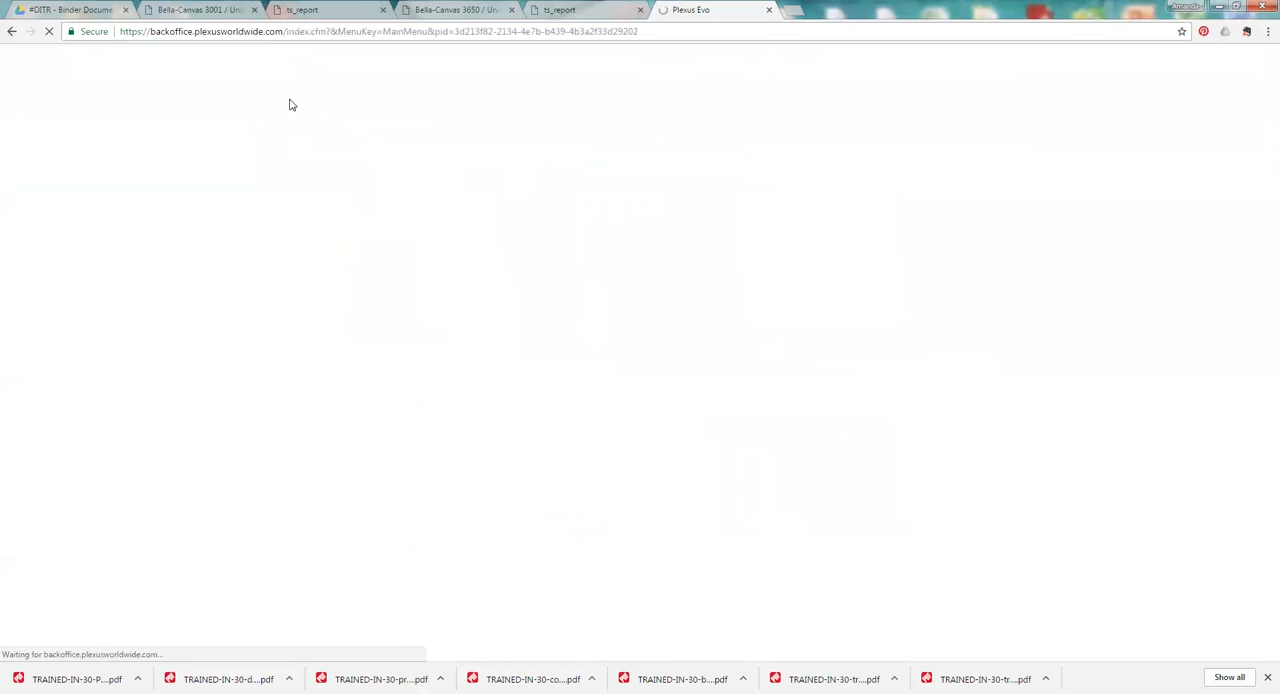 #DITR - Binder Docume
Bella-Canvas 3001 / Uni
ts_report
Bella-Canvas 3650 / Uni
ts_report
Plexus Evo
Amanda
Secure
https://backoffice.plexusworldwide.com/index.cfm?&MenuKey=MainMenu&pid=3d213f82-2134-4e7b-b439-4b3a2f33d29202
Waiting for backoffice.plexusworldwide.com...
TRAINED-IN-30-P....pdf
TRAINED-IN-30-d....pdf
TRAINED-IN-30-pr....pdf
TRAINED-IN-30-co....pdf
TRAINED-IN-30-b....pdf
TRAINED-IN-30-tr....pdf
TRAINED-IN-30-tr....pdf
Show all